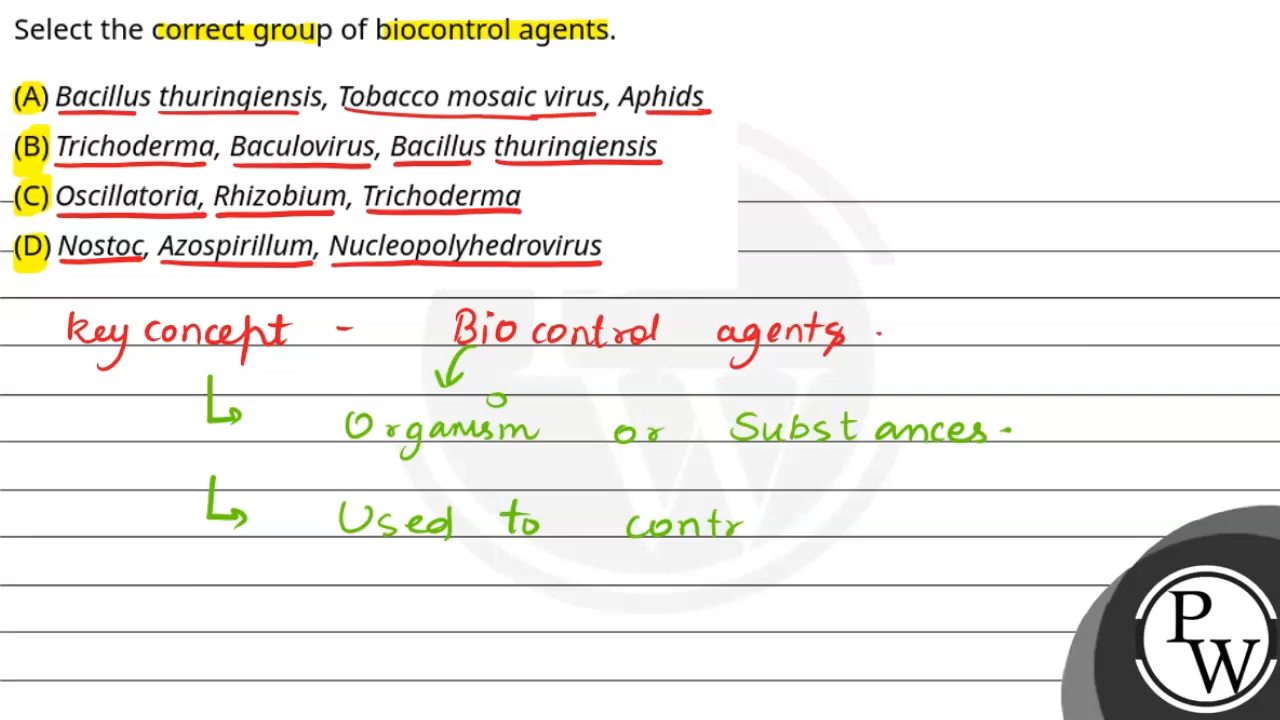 Select the correct group of biocontrol agents.
(A) Bacillus thuringiensis, Tobacco mosaic virus, Aphids
(B) Trichoderma, Baculovirus, Bacillus thuringiensis
(C) Oscillatoria, Rhizobium, Trichoderma
(D) Nostoc, Azospirillum, Nucleopolyhedrovirus
key concept - Bio control agents.
Organism or Substances.
Used to contr
P
W